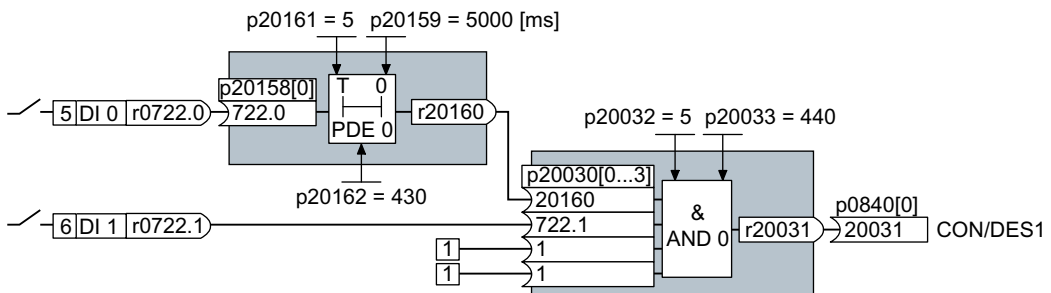 p20161 = 5 p20159 = 5000 [ms]
p20158[0]
T 0
5 DI 0 r0722.0 722.0 r20160
PDE 0
p20032 = 5 p20033 = 440
p20162 = 430
p20030[0...3]
20160
p0840[0]
6 DI 1 r0722.1 722.1
&
AND 0 r20031 20031 CON/DES1
1 1
1 1